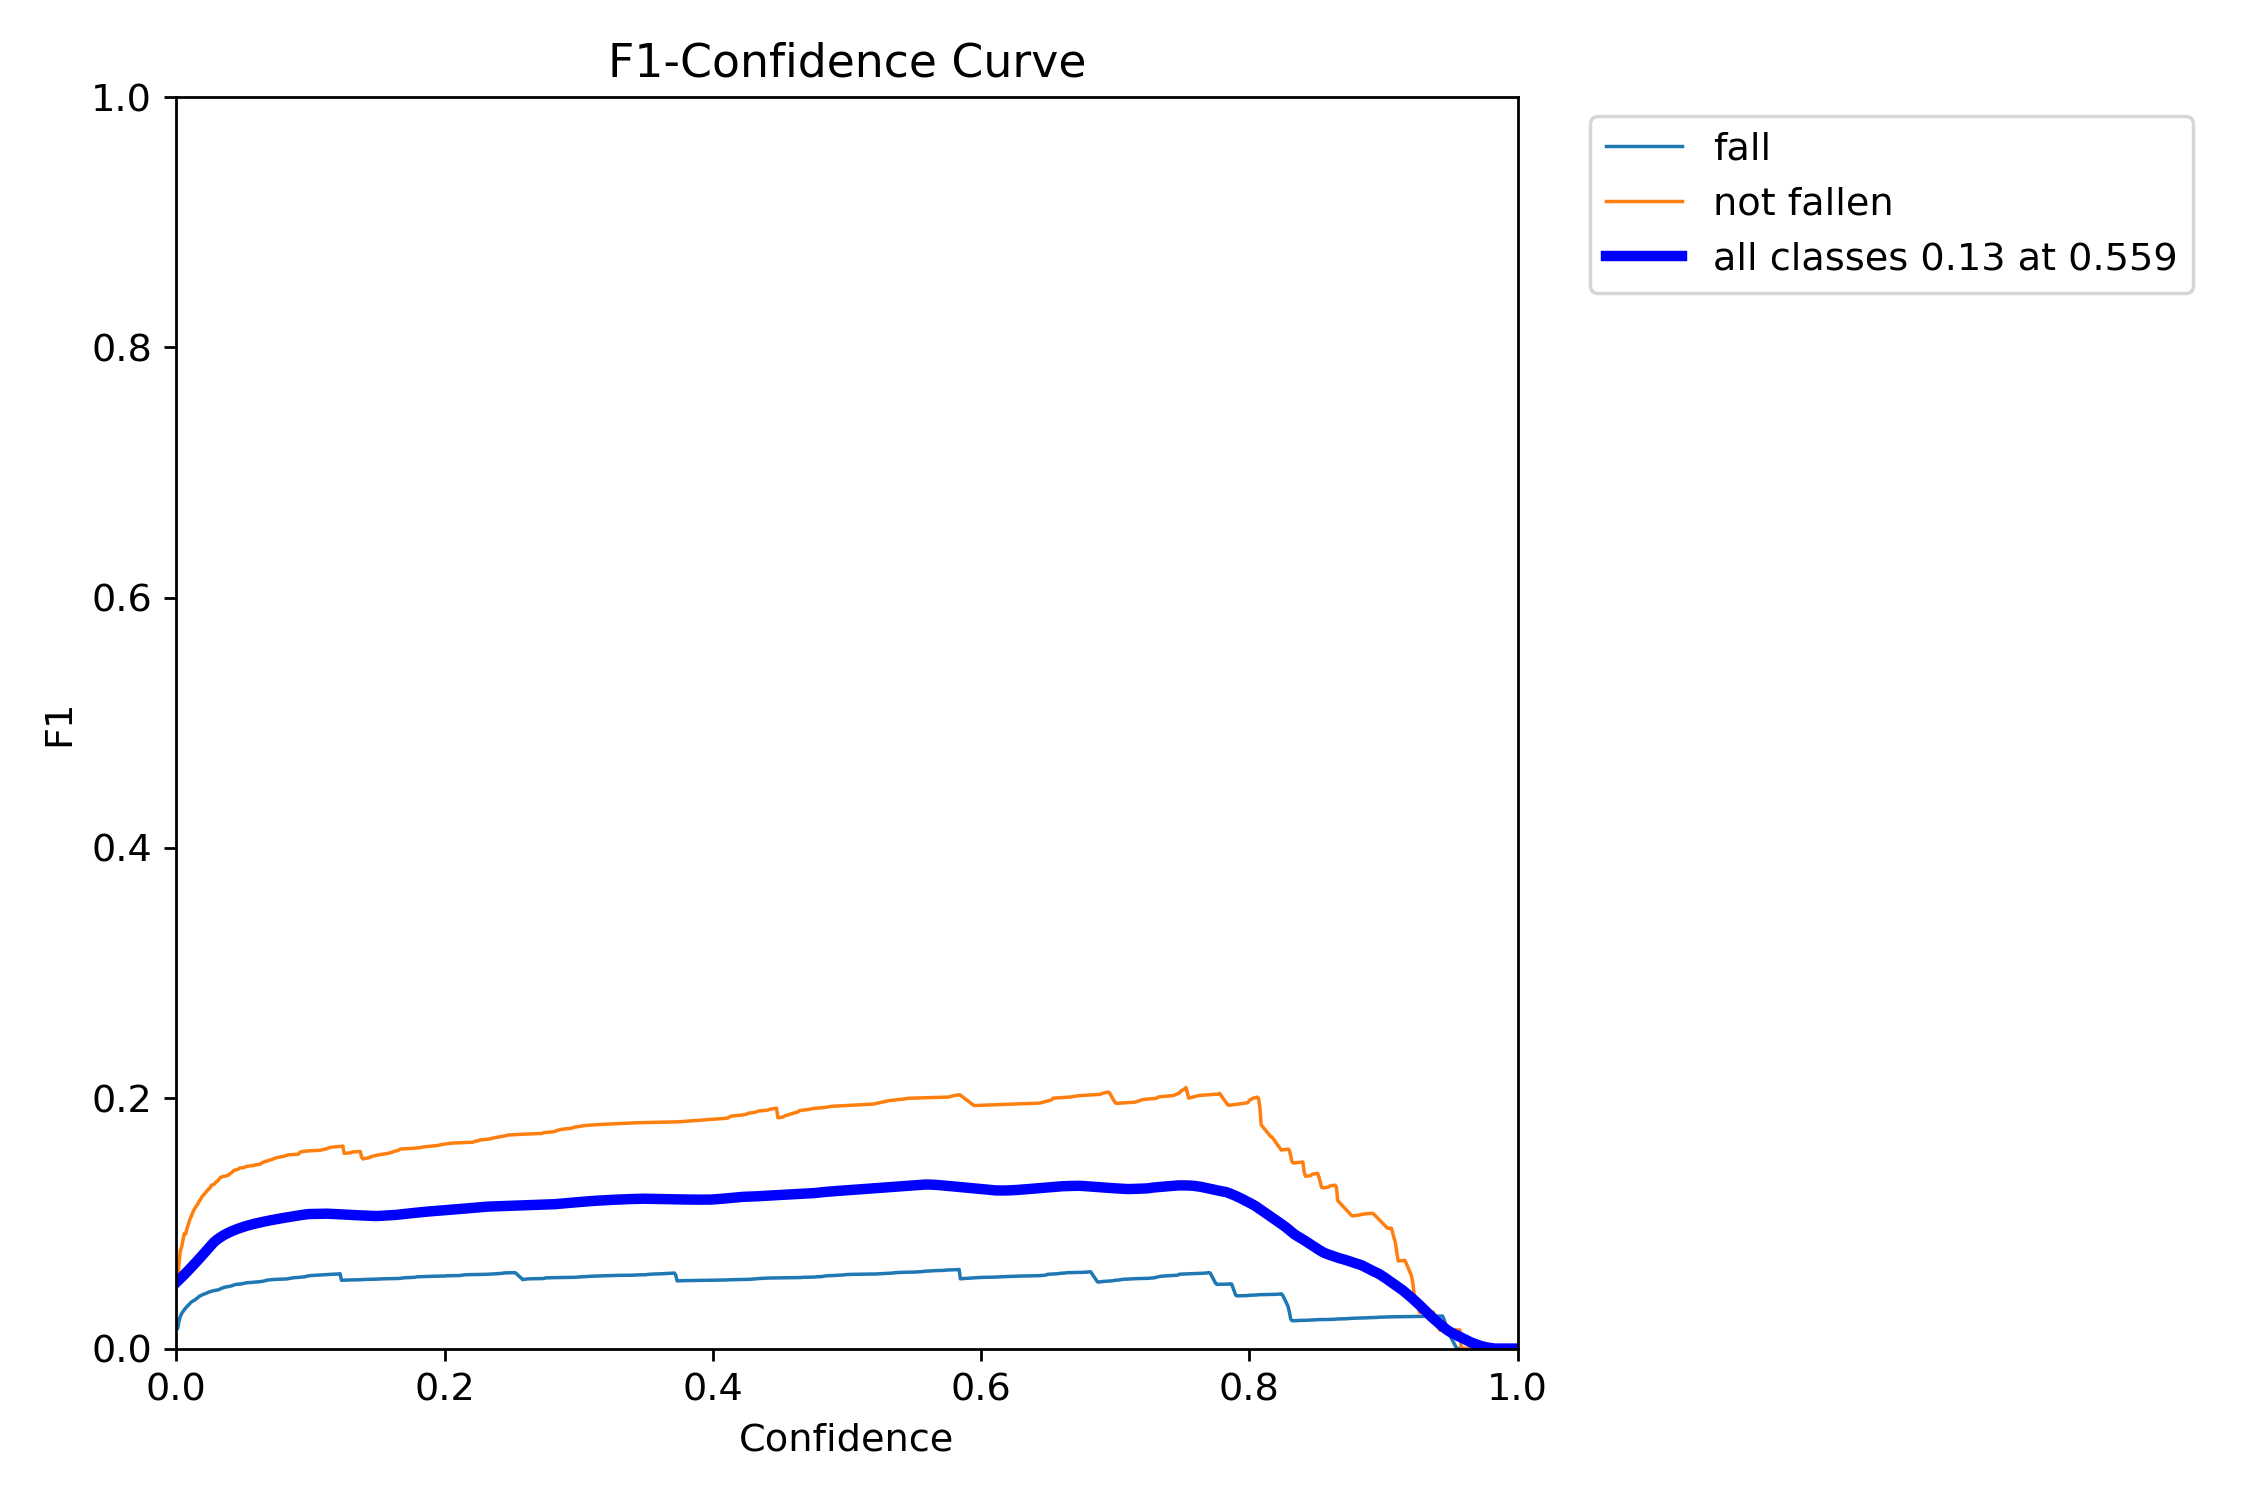 F1-Confidence Curve
1.0
0.8
0.6
0.4
0.2
0.0
F1
0.0 0.2 0.4 0.6 0.8 1.0
Confidence
fall
not fallen
all classes 0.13 at 0.559